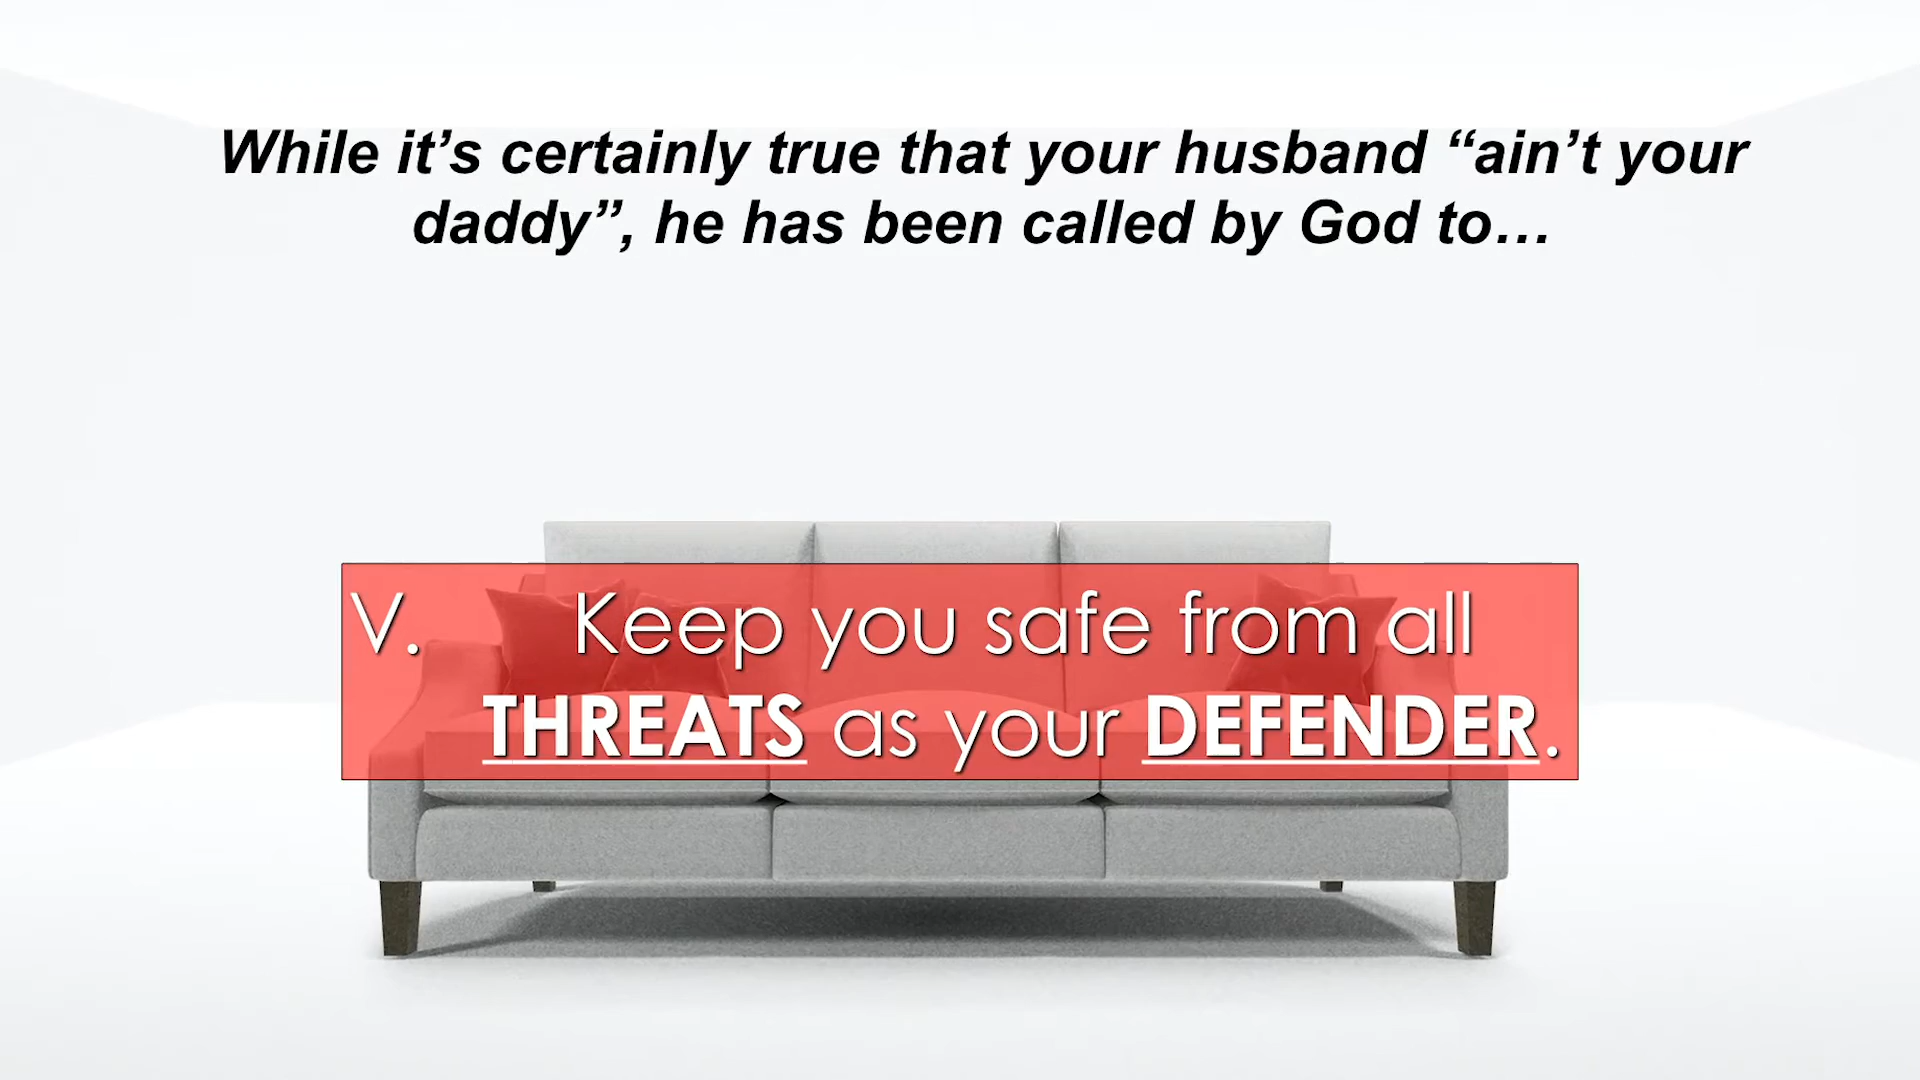 While it’s certainly true that your husband “ain’t your
daddy”, he has been called by God to…
V. Keep you safe from all
THREATS as your DEFENDER.